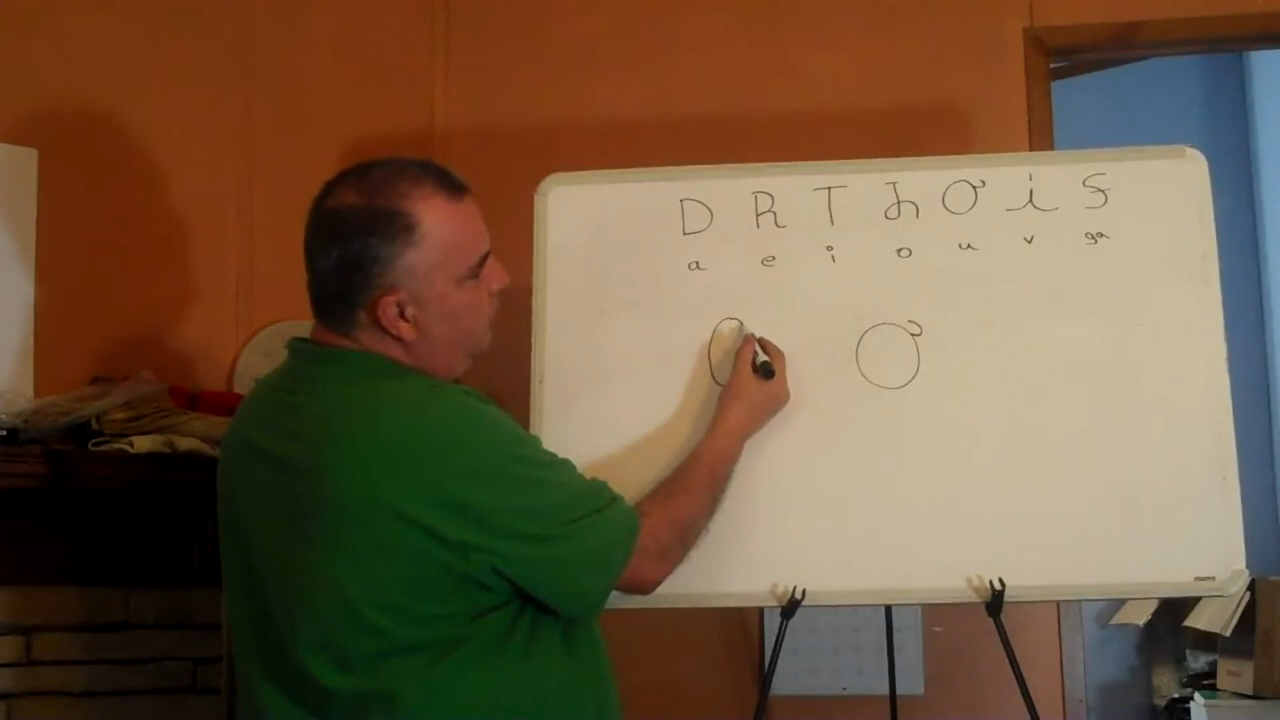 Ꭰ Ꭱ Ꭲ Ꭳ Ꭴ Ꭵ Ꭶ
a e i o u v ga
Ꭴ